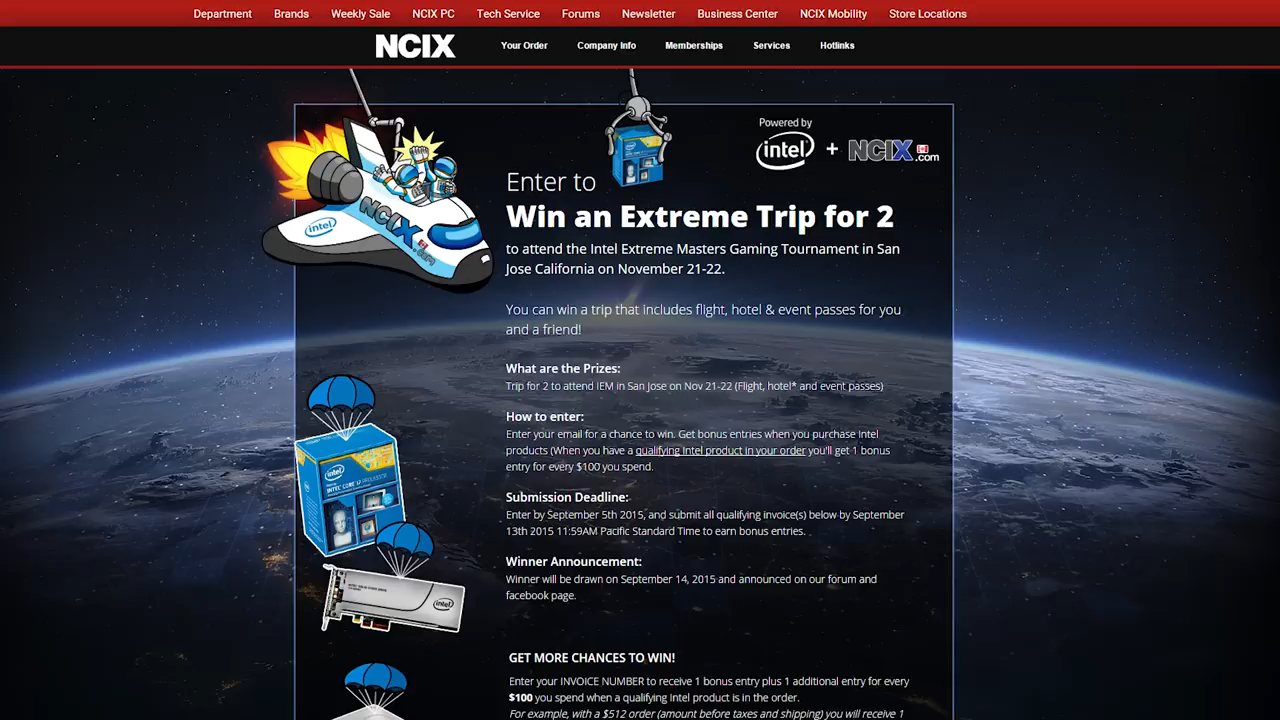 Department Brands Weekly Sale NCIX PC Tech Service Forums Newsletter Business Center NCIX Mobility Store Locations
NCIX Your Order Company Info Memberships Services Hotlinks
Powered by
intel + NCIX.com
Enter to
Win an Extreme Trip for 2
to attend the Intel Extreme Masters Gaming Tournament in San
Jose California on November 21-22.
NCIX.com
intel
You can win a trip that includes flight, hotel & event passes for you
and a friend!
What are the Prizes:
Trip for 2 to attend IEM in San Jose on Nov 21-22 (Flight, hotel* and event passes)
How to enter:
Enter your email for a chance to win. Get bonus entries when you purchase Intel
products (When you have a qualifying Intel product in your order you'll get 1 bonus
entry for every $100 you spend.
intel
INTEL CORE i7 PROCESSOR
Submission Deadline:
Enter by September 5th 2015, and submit all qualifying invoice(s) below by September
13th 2015 11:59AM Pacific Standard Time to earn bonus entries.
Winner Announcement:
Winner will be drawn on September 14, 2015 and announced on our forum and
facebook page.
intel
GET MORE CHANCES TO WIN!
Enter your INVOICE NUMBER to receive 1 bonus entry plus 1 additional entry for every
$100 you spend when a qualifying Intel product is in the order.
For example, with a $512 order (amount before taxes and shipping) you will receive 1